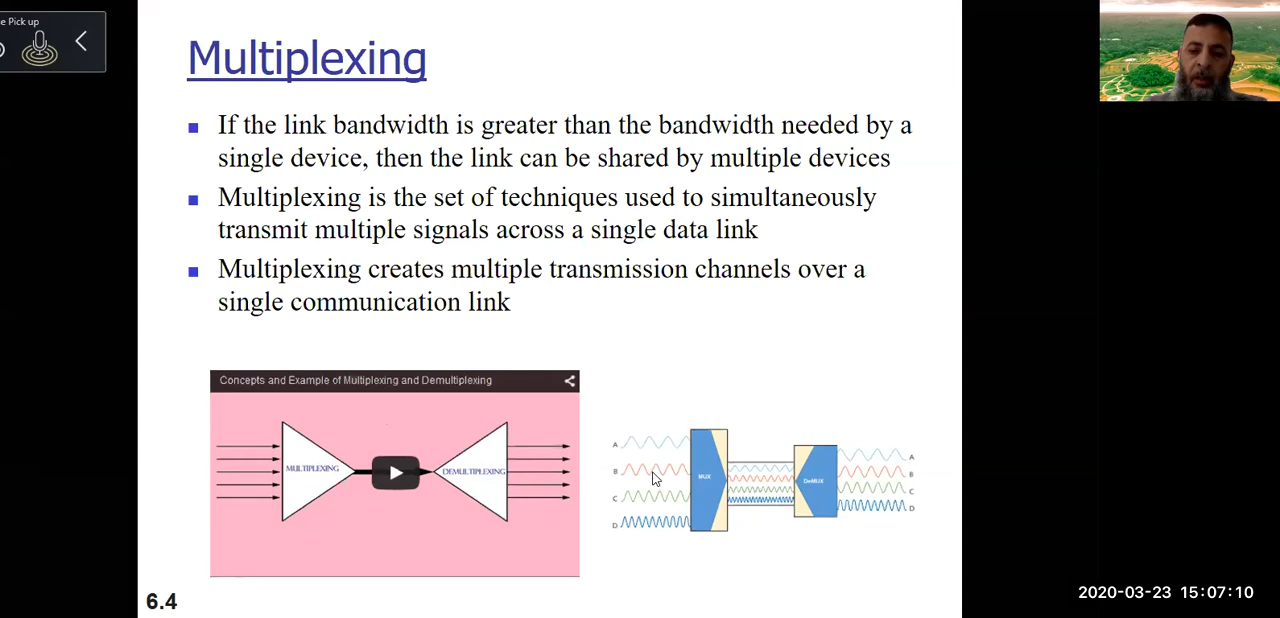 e Pick up
Multiplexing
If the link bandwidth is greater than the bandwidth needed by a
single device, then the link can be shared by multiple devices
Multiplexing is the set of techniques used to simultaneously
transmit multiple signals across a single data link
Multiplexing creates multiple transmission channels over a
single communication link
Concepts and Example of Multiplexing and Demultiplexing
MULTIPLEXING
DEMULTIPLEXING
A
B
C
D
MUX
DeMUX
A
B
C
D
6.4
2020-03-23 15:07:10